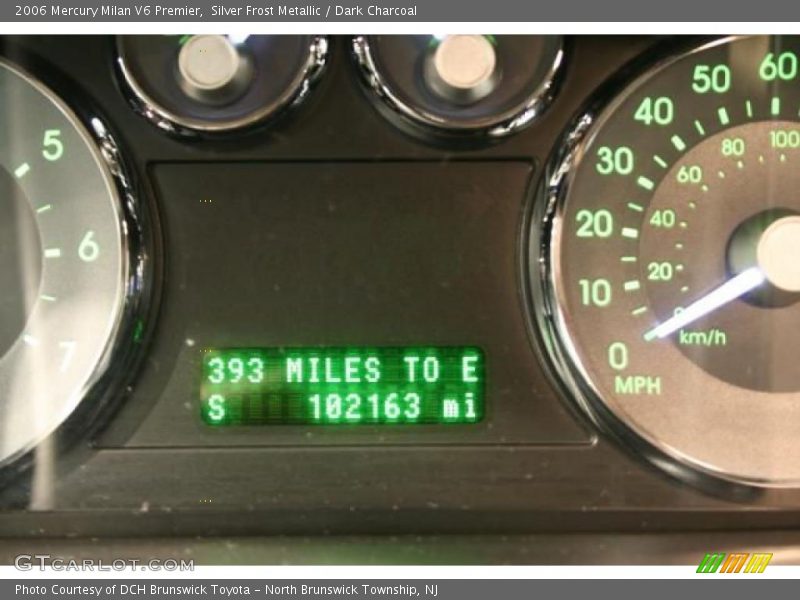 2006 Mercury Milan V6 Premier,  Silver Frost Metallic / Dark Charcoal
5
6
7
393 MILES TO E
S 102163 mi
60
50
40
30
20
10
0
MPH
100
80
60
40
20
0
km/h
GTCARLOT.COM
Photo Courtesy of DCH Brunswick Toyota – North Brunswick Township, NJ